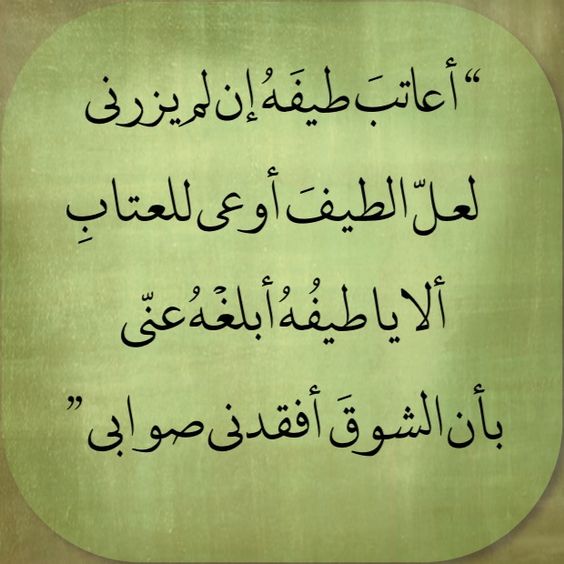 “أعاتبَ طيفَهُ إن لم يزرنى
لعلّ الطيفَ أوعى للعتابِ
ألا يا طيفُهُ أبلغْهُ عنّى
بأن الشوقَ أفقدنى صوابى”